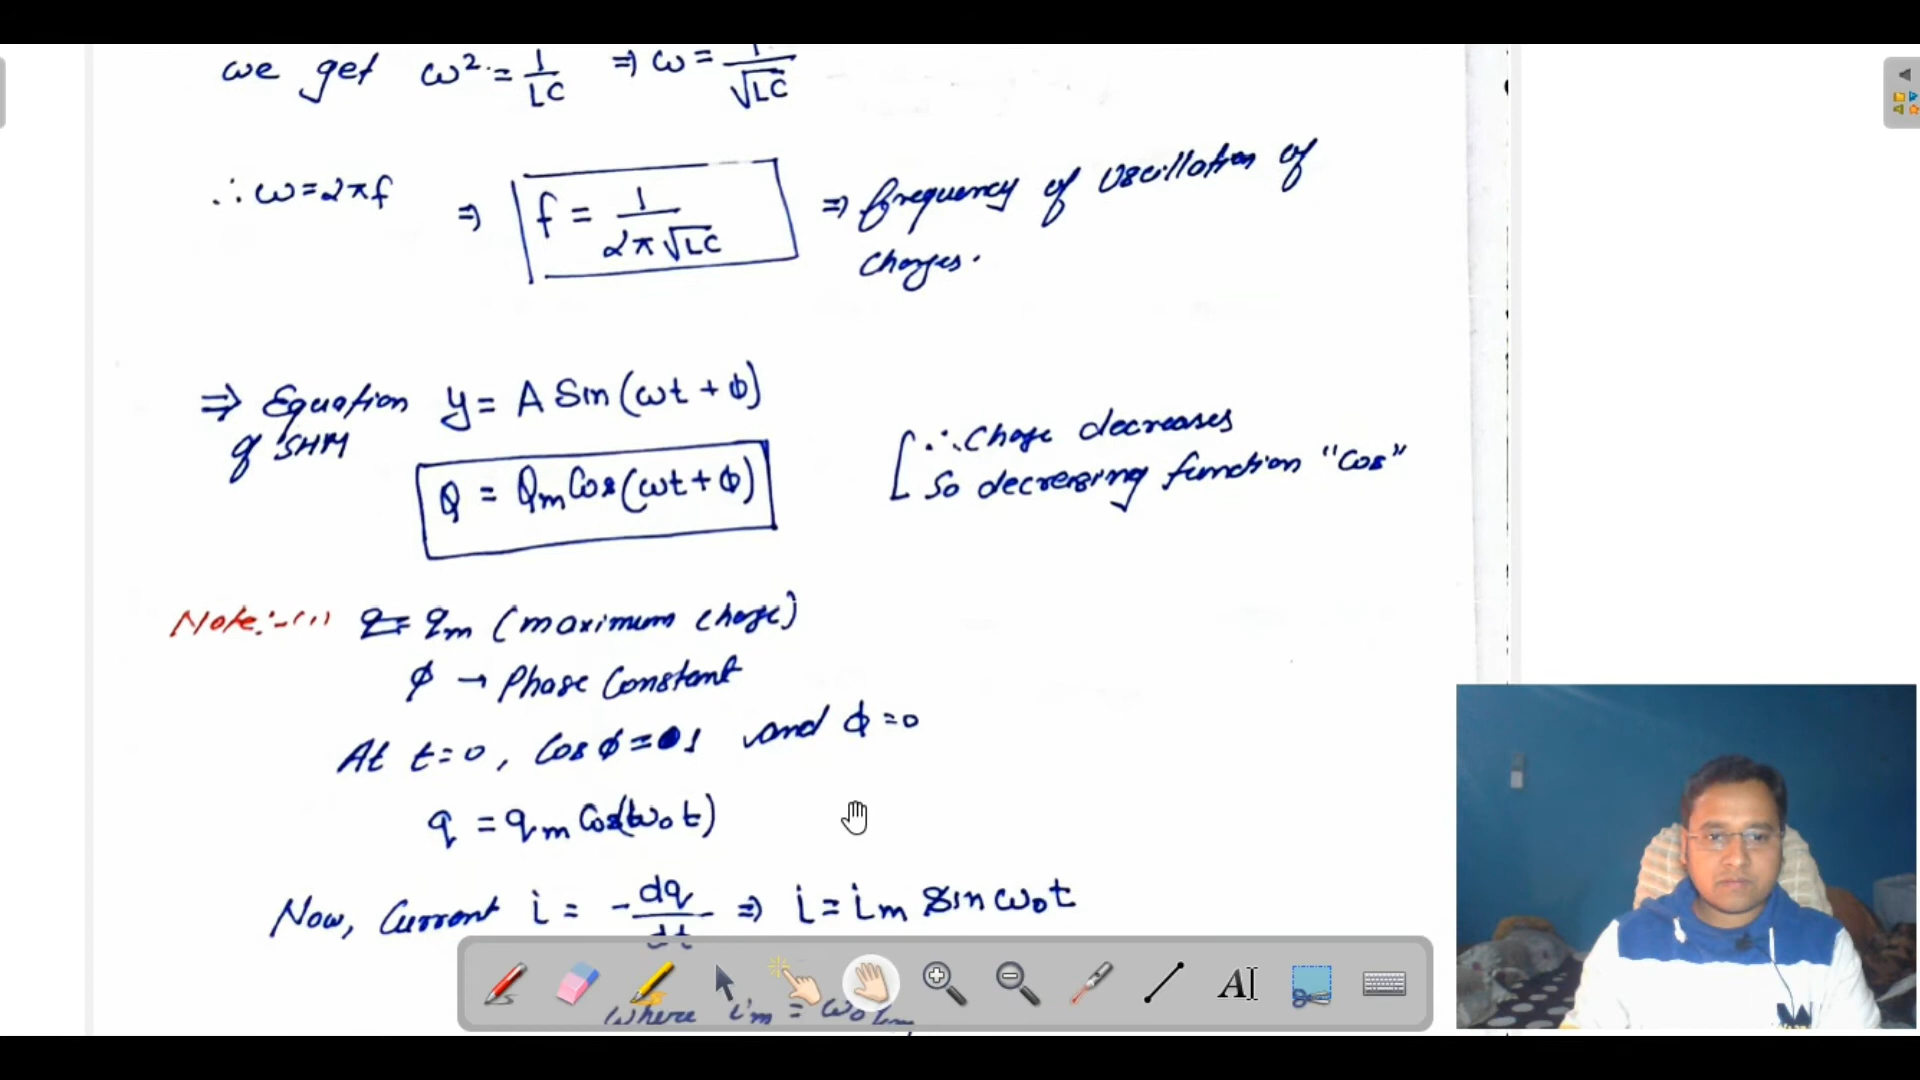 we get ω² = 1/LC ⇒ ω = 1/√LC
∴ ω = 2πf ⇒ f = 1/2π√LC ⇒ frequency of oscillation of
charges.
⇒ Equation y = A Sin(ωt + ϕ)
of SHM
Q = Qm Cos(ωt + ϕ)
[∴ Charge decreases
So decreasing function "Cos"
Note:-(1) q = qm (maximum charge)
ϕ → Phase Constant
At t=0, Cos ϕ = 1 and ϕ = 0
q = qm Cos(ω₀t)
Now, Current i = -dq/dt ⇒ i = im Sin ω₀t
where im = ω₀
AI